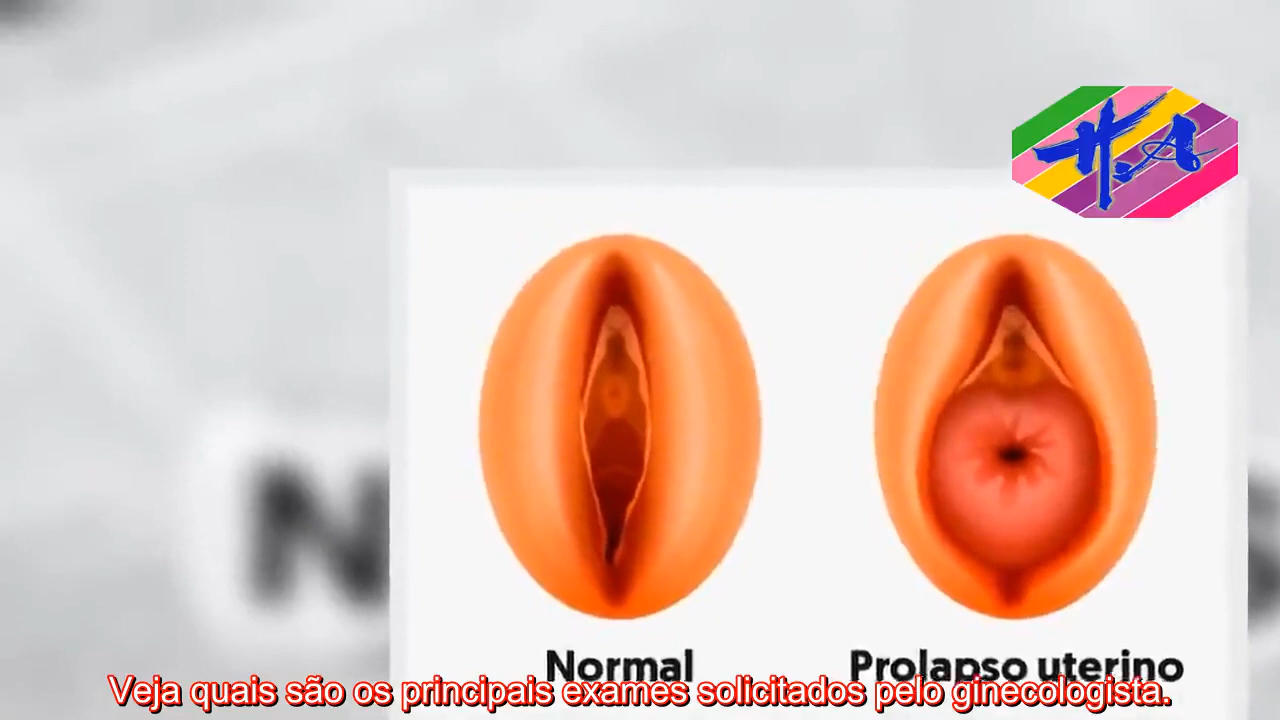 H.A
Normal
Prolapso uterino
Veja quais são os principais exames solicitados pelo ginecologista.